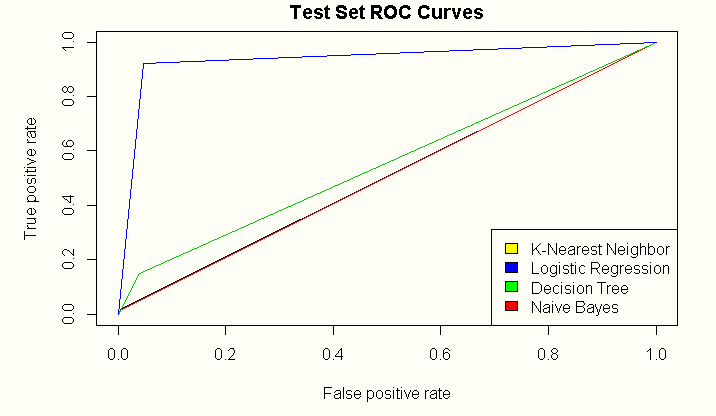 Test Set ROC Curves
True positive rate
1.0
0.8
0.6
0.4
0.2
0.0
K-Nearest Neighbor
Logistic Regression
Decision Tree
Naive Bayes
0.0 0.2 0.4 0.6 0.8 1.0
False positive rate